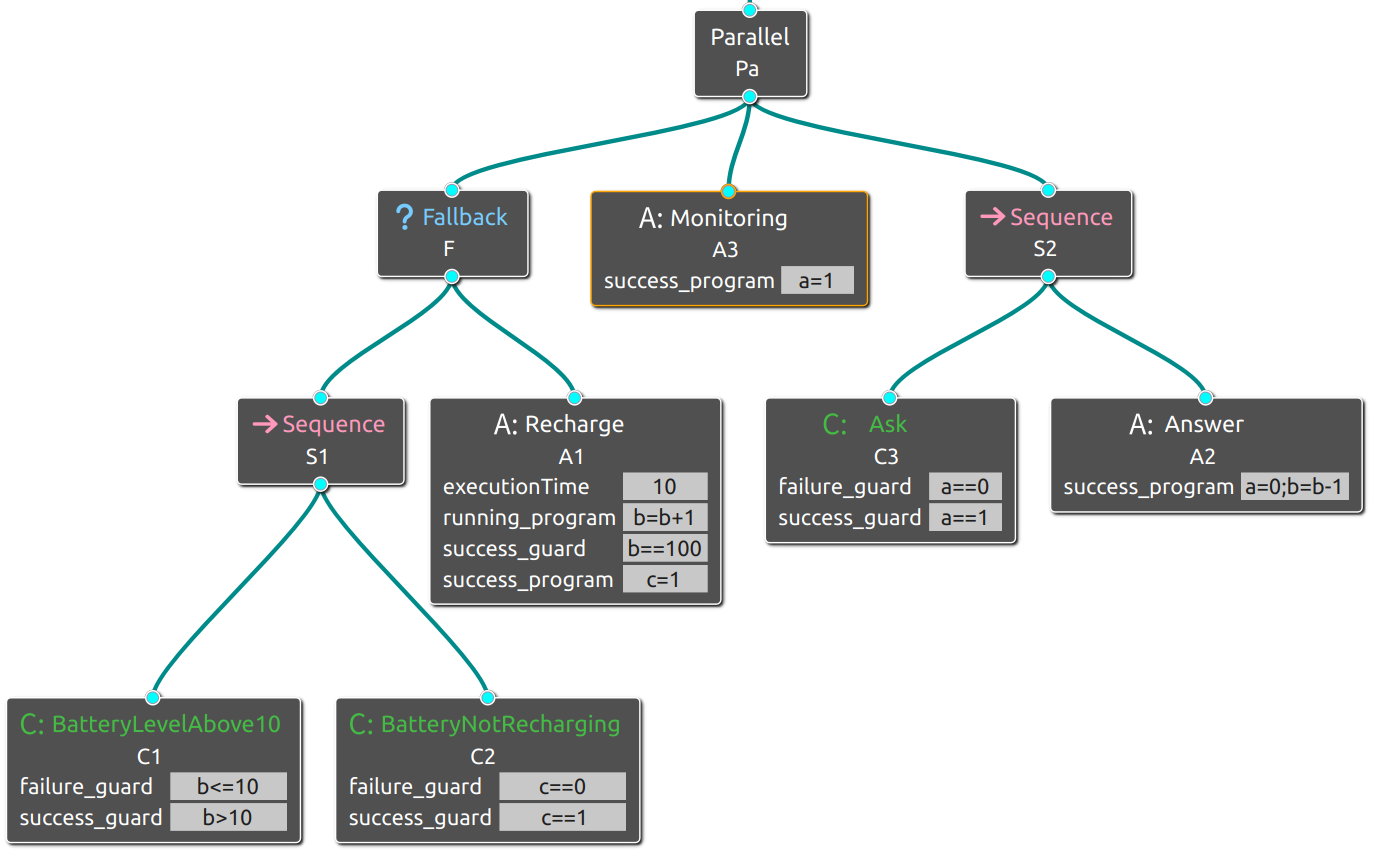 Parallel
Pa
? Fallback
F
A: Monitoring
A3
success_program a=1
Sequence
S2
Sequence
S1
A: Recharge
A1
executionTime 10
running_program b=b+1
success_guard b==100
success_program c=1
C: Ask
C3
failure_guard a==0
success_guard a==1
A: Answer
A2
success_program a=0;b=b-1
C: BatteryLevelAbove10
C1
failure_guard b<=10
success_guard b>10
C: BatteryNotRecharging
C2
failure_guard c==0
success_guard c==1